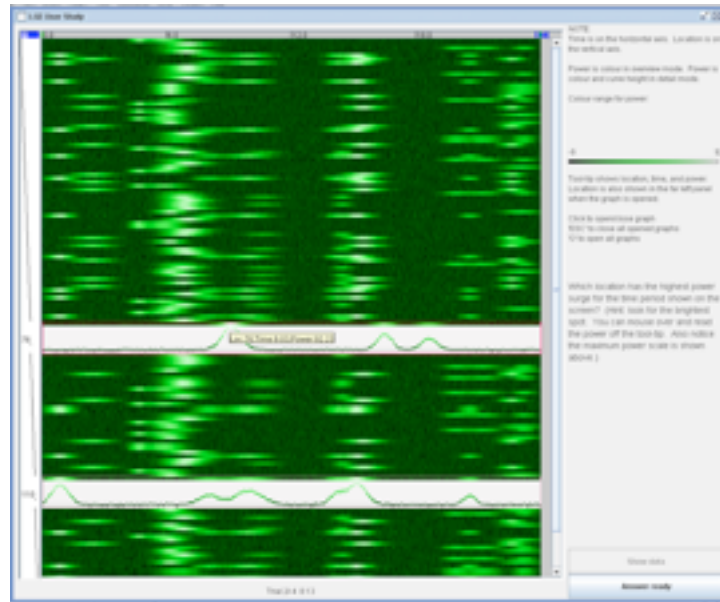 User Study
NOTE
Time is on the horizontal axis. Location is on
the vertical axis.
Power is colour in overview mode. Power is
colour and curve height in detail mode.
Colour range for power:
Tool-tip shows location, time, and power.
Location is also shown in the far left panel
when the graph is opened.
Click to open/close graph
to close all opened graphs
to open all graphs
Which location has the highest power
surge for the time period shown on the
screen? (Hint: look for the brightest
spot. You can mouse over and read
the power off the tool-tip. Also notice
the maximum power scale is shown
above.)
Show data
Answer ready